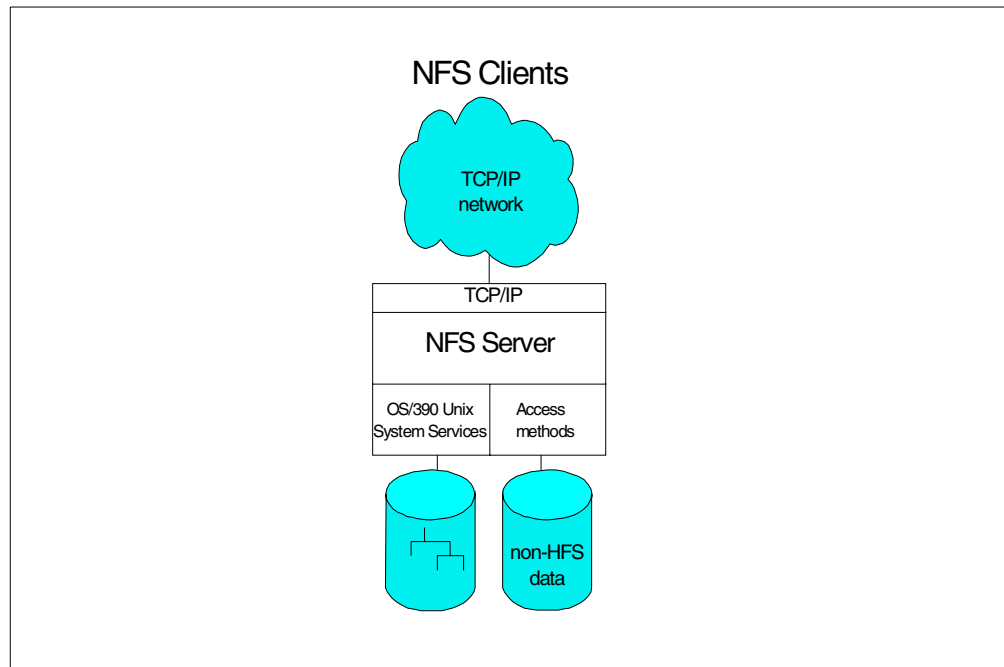 NFS Clients
TCP/IP
network
TCP/IP
NFS Server
OS/390 Unix
System Services
Access
methods
non-HFS
data